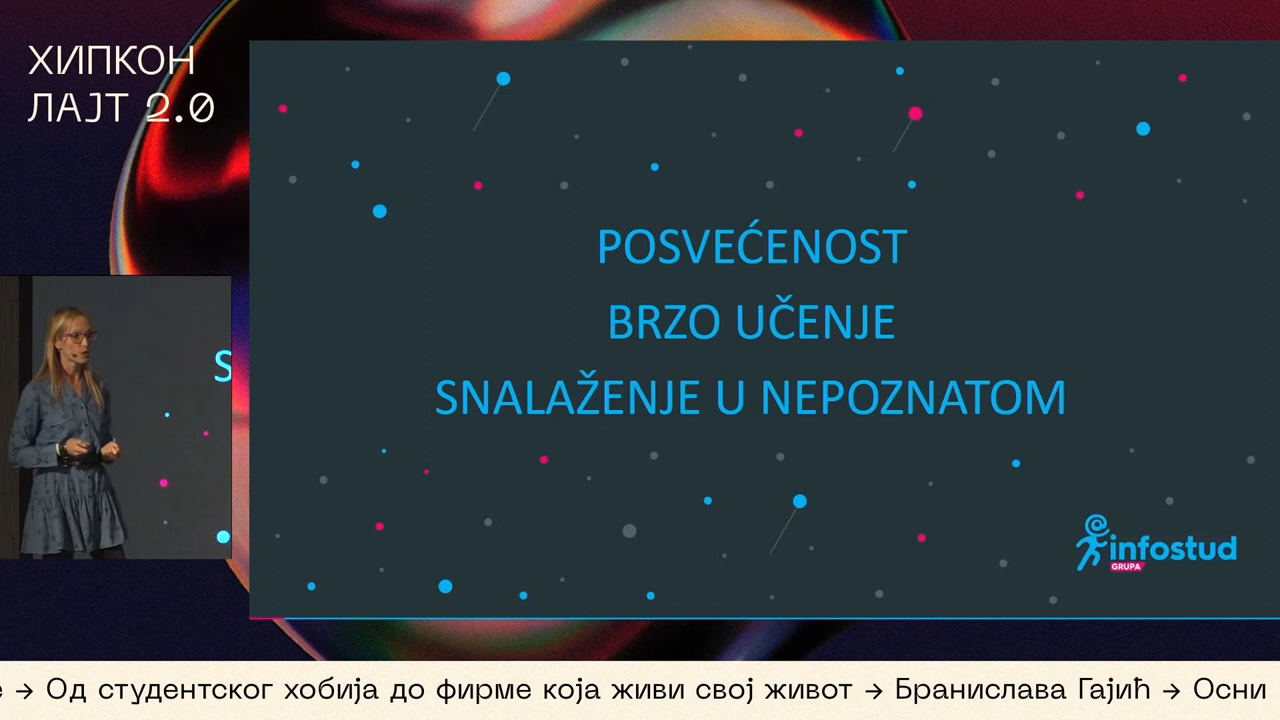 ХИПКОН
ЛАЈТ 2.0
POSVEĆENOST
BRZO UČENJE
SNALAŽENJE U NEPOZNATOM
S
infostud
GRUPA
→ Од студентског хобија до фирме која живи свој живот → Бранислава Гајић → Осни